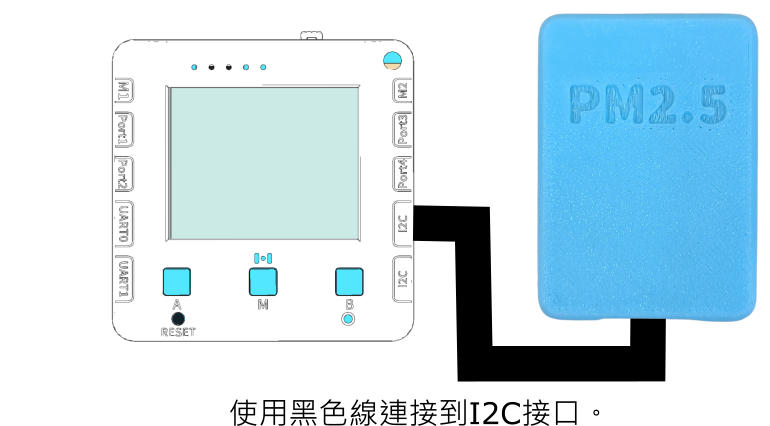 PM2.5
M1
M2
Port1
Port3
Port2
Port4
UART0
I2C
UART1
I2C
A
M
B
RESET
使用黑色線連接到I2C接口。